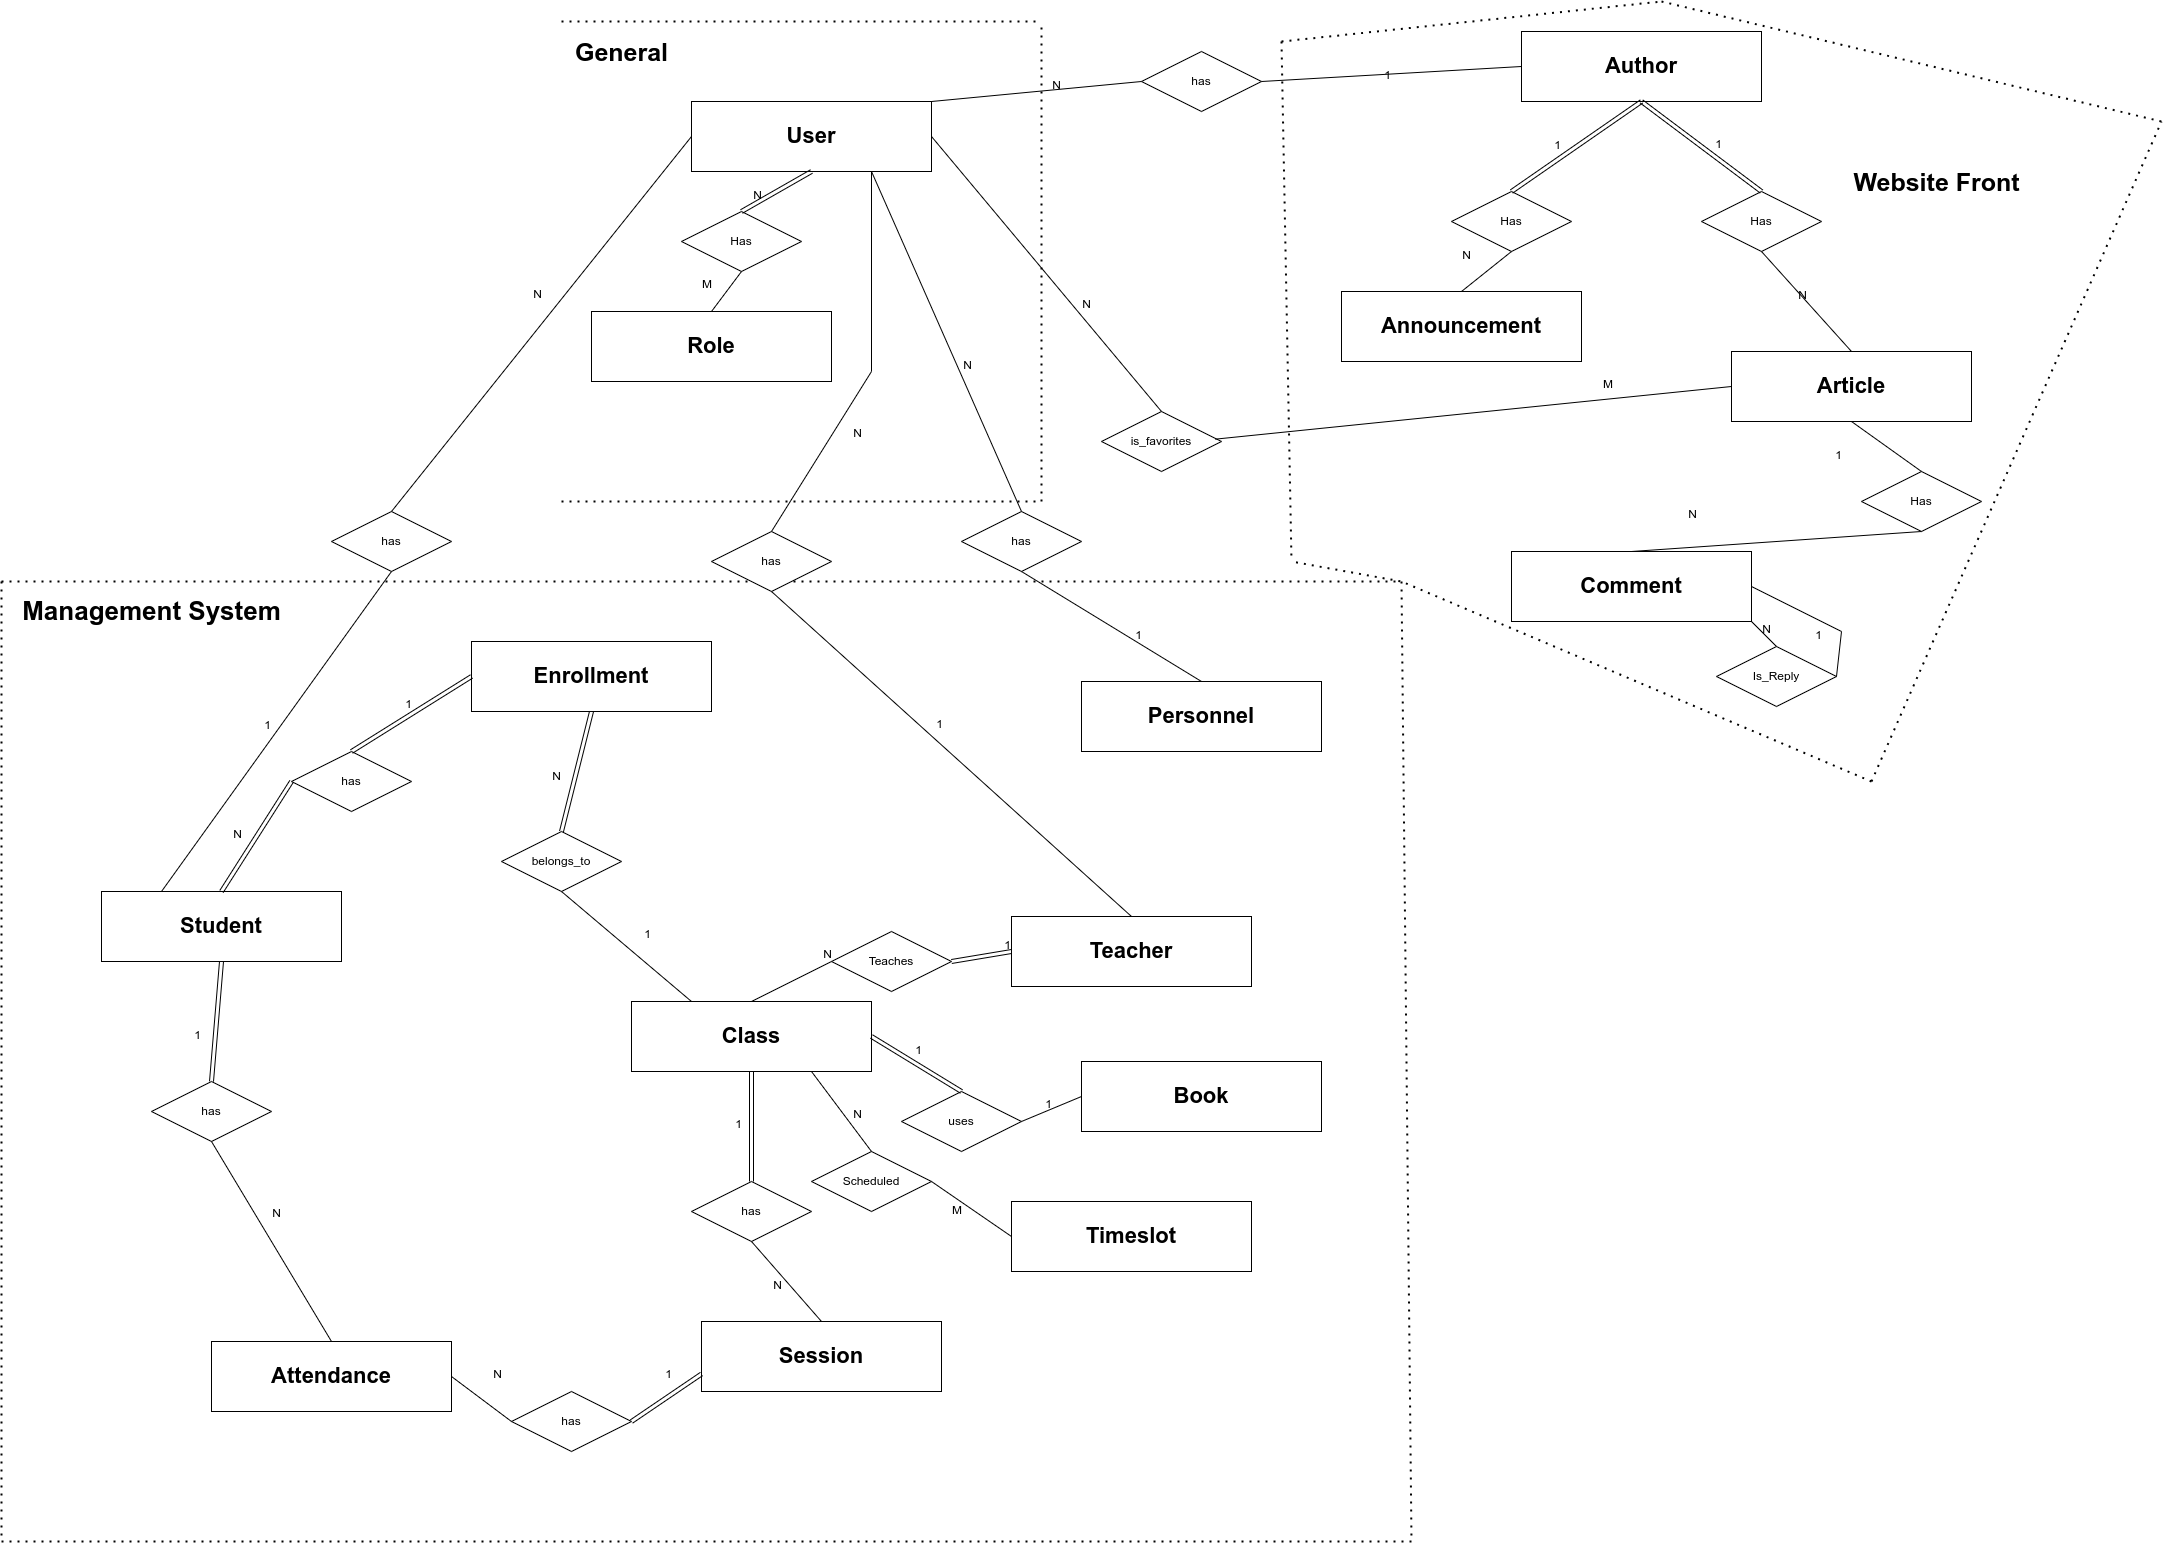 General
Author
has
N
1
User
1
1
Website Front
N
Has
Has
Has
N
M
N
N
Announcement
N
Role
N
M
Article
N
is_favorites
1
Has
N
has
has
has
Comment
Management System
1
N
1
Enrollment
Is_Reply
Personnel
1
1
1
N
has
N
belongs_to
Student
1
N
Teaches
1
Teacher
1
Class
1
N
1
Book
has
1
uses
Scheduled
N
has
M
Timeslot
N
Session
Attendance
N
1
has